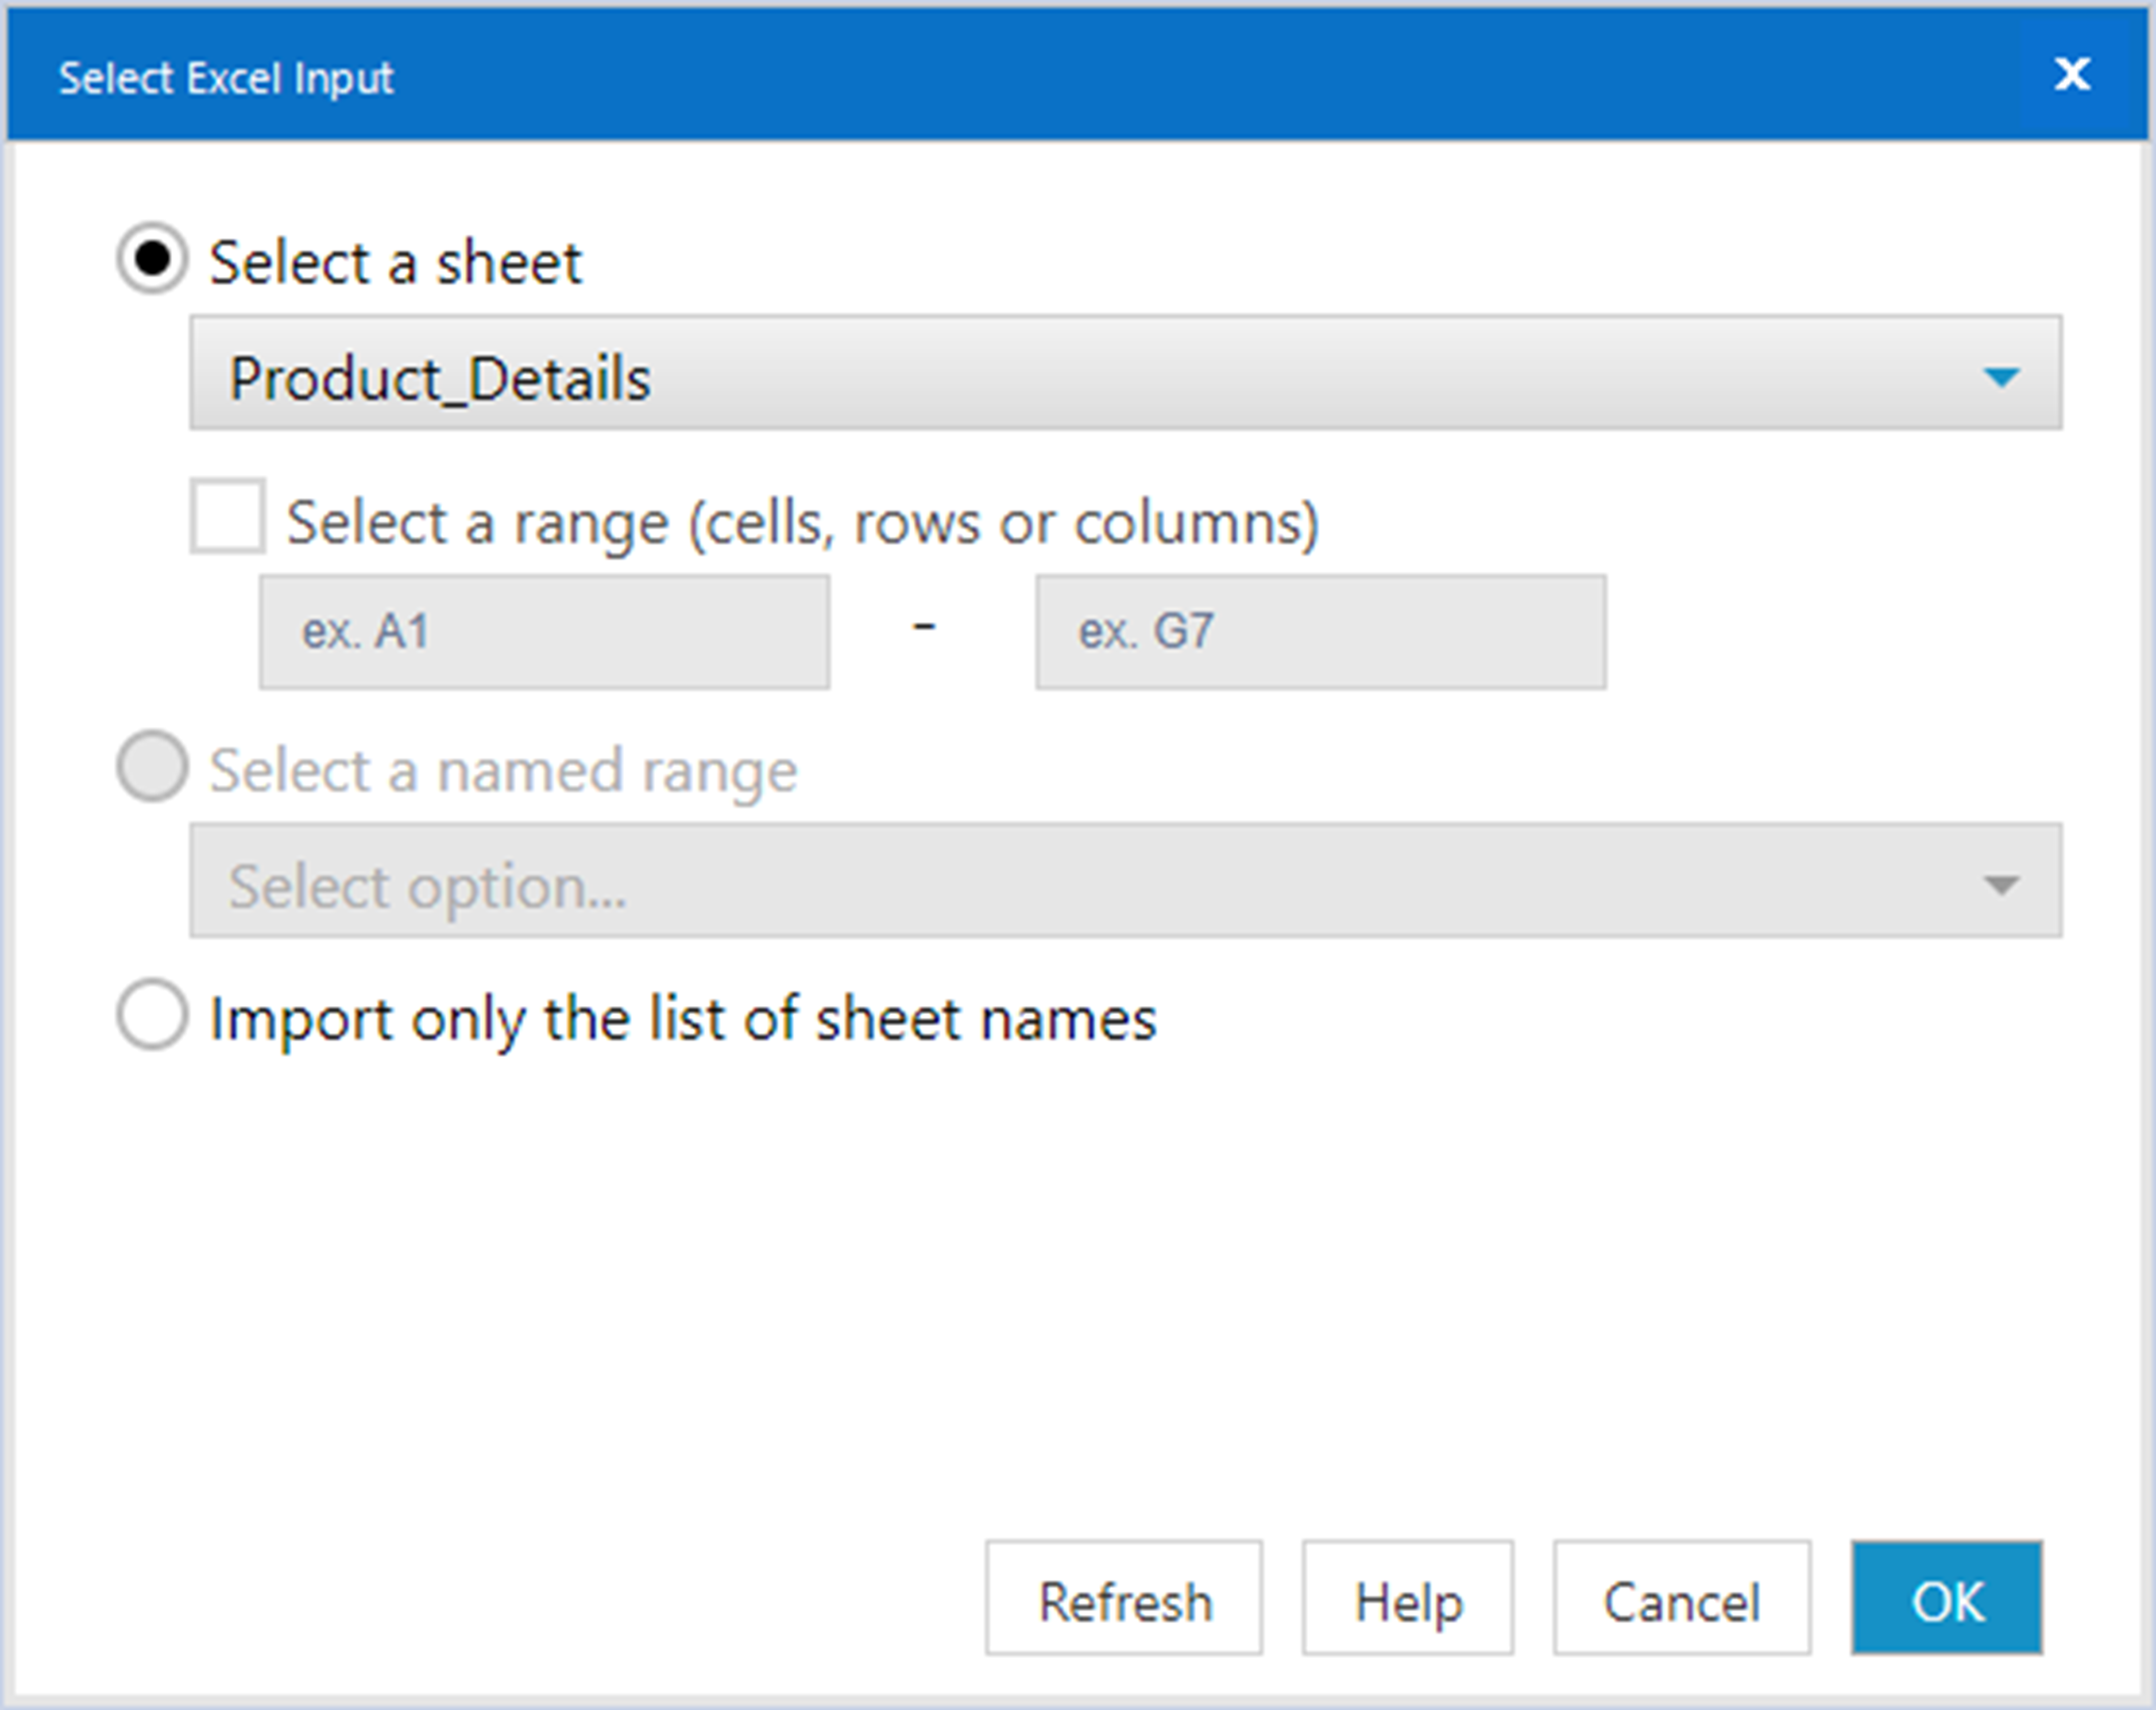 Select Excel Input x
Select a sheet
Product_Details
Select a range (cells, rows or columns)
ex. A1 - ex. G7
Select a named range
Select option...
Import only the list of sheet names
Refresh Help Cancel OK